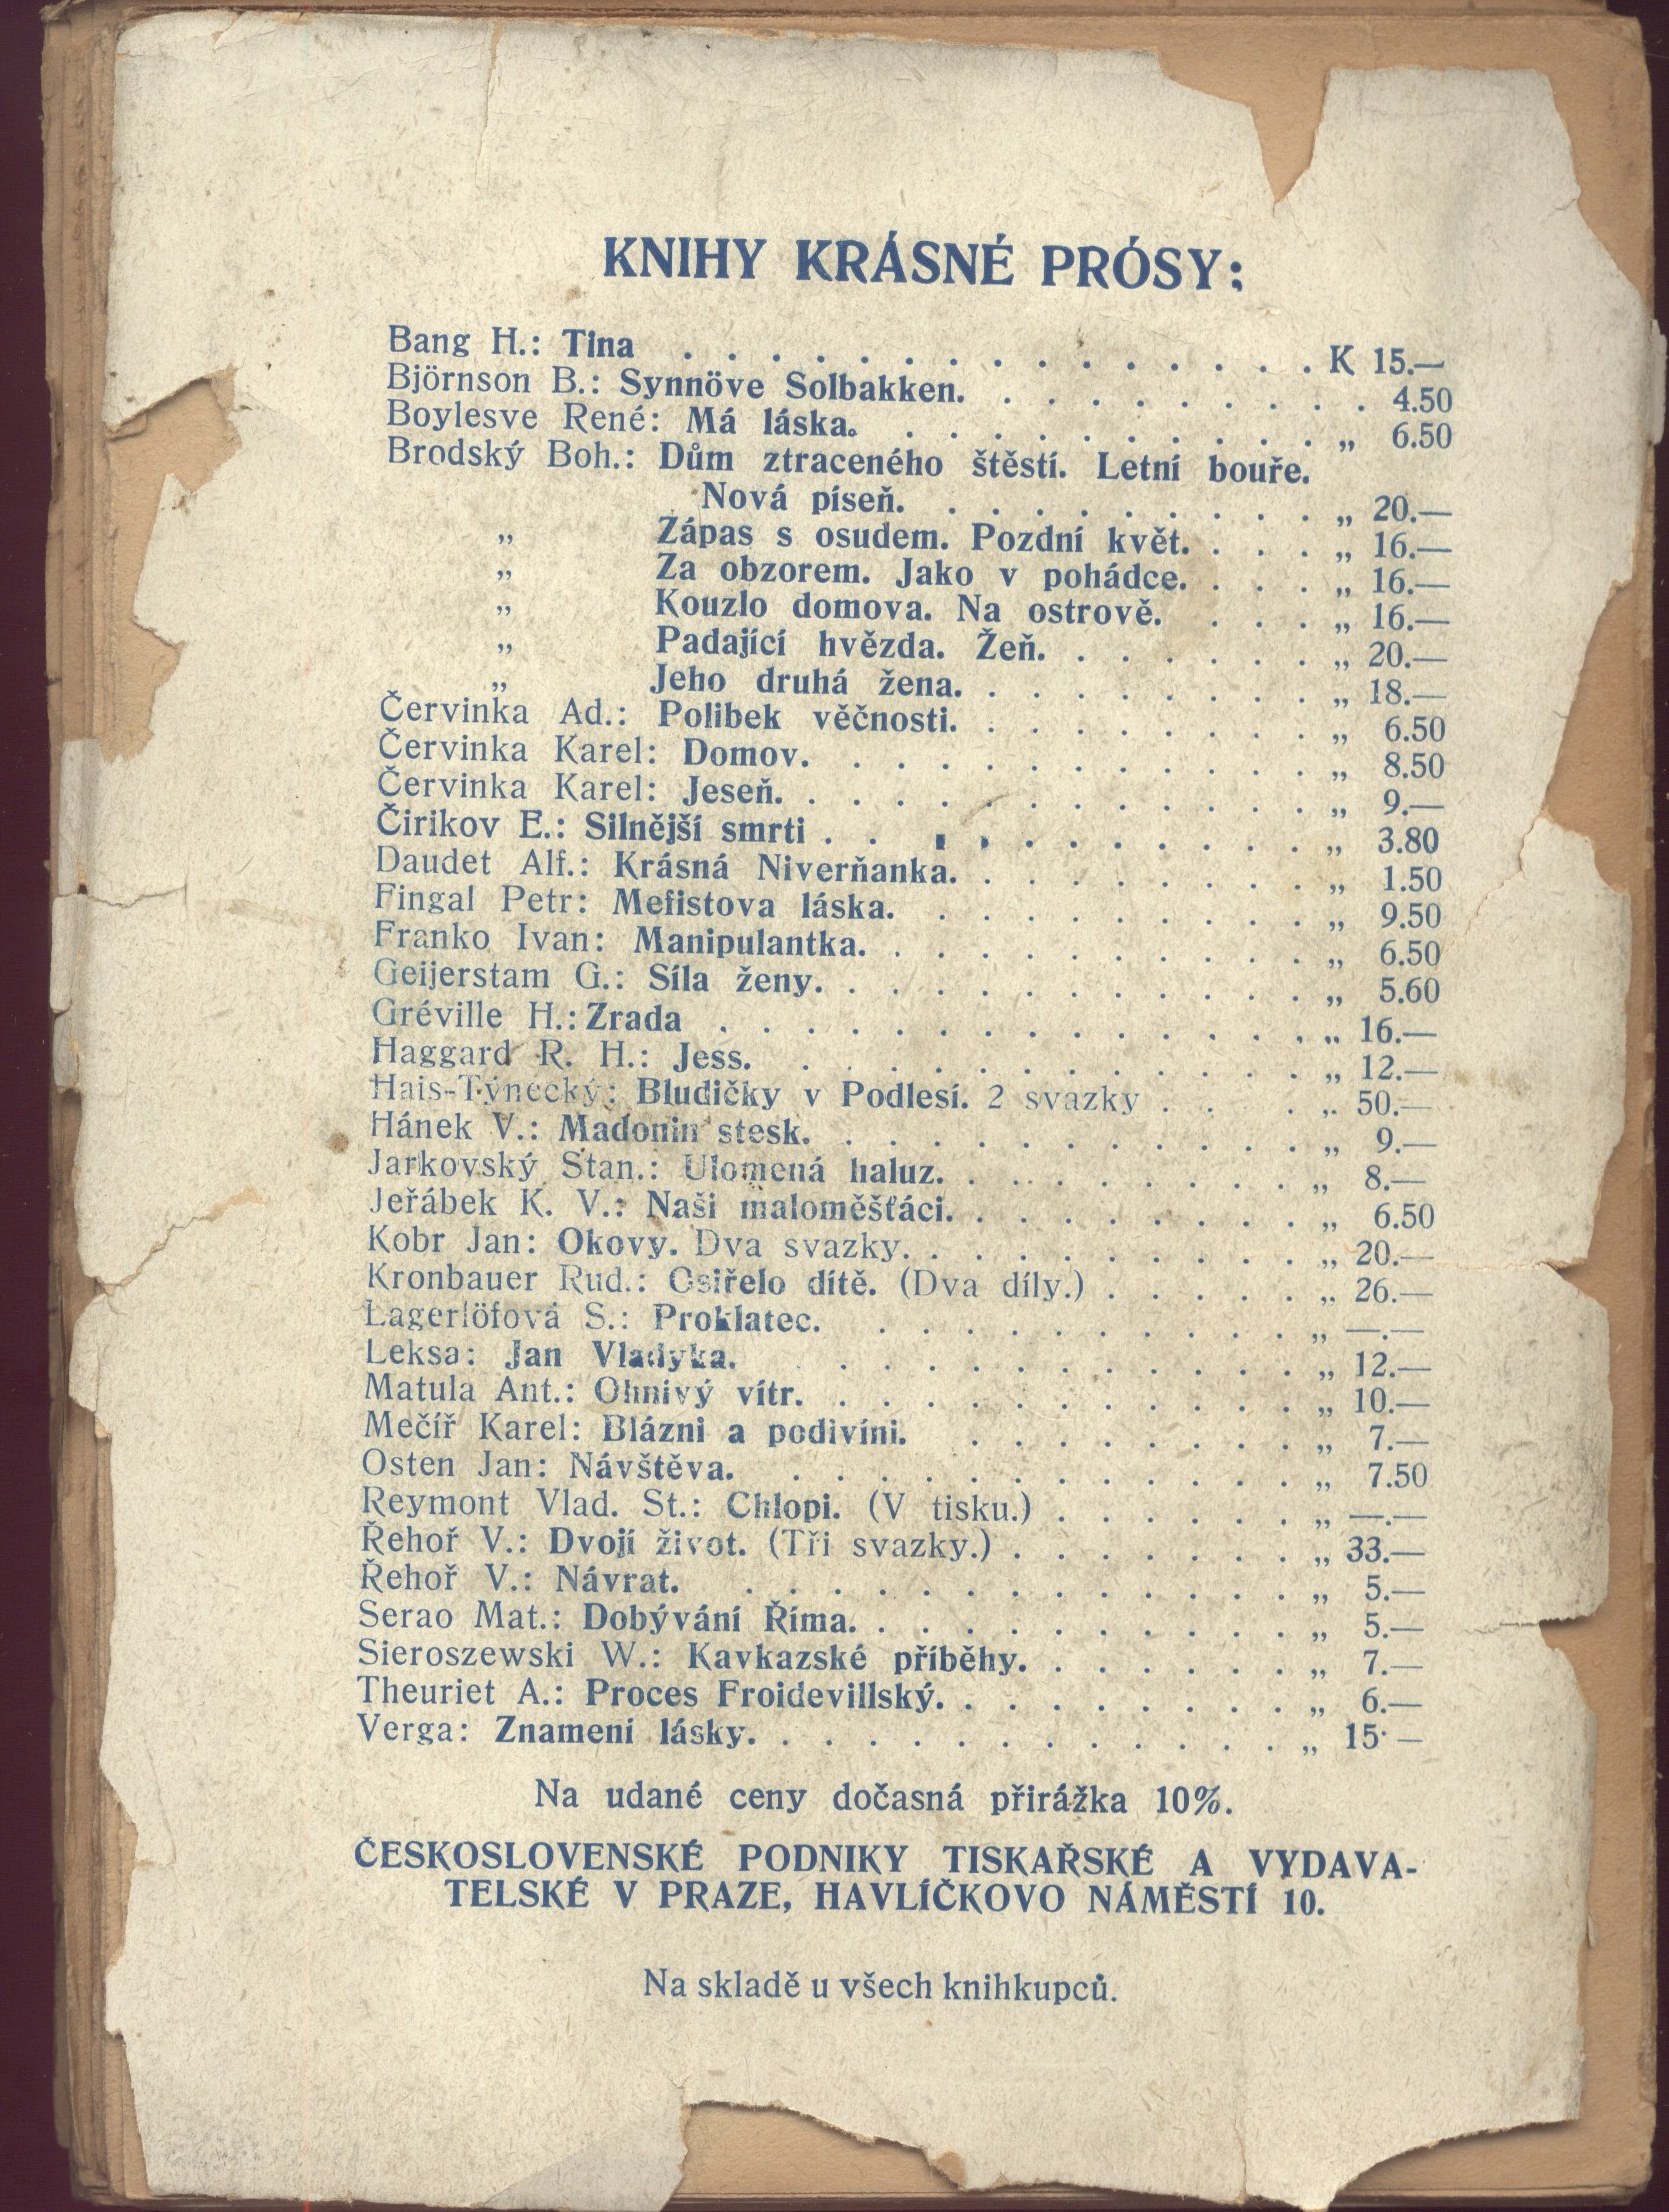 KNIHY KRÁSNÉ PRÓSY:
Bang H.: Tina . . . . . . . . . . . . . . . K 15.—
Björnson B.: Synnöve Solbakken. . . . . . . . . . 4.50
Boylesve René: Má láska. . . . . . . . . . . „ 6.50
Brodský Boh.: Dům ztraceného štěstí. Letní bouře.
Nová píseň. . . . . . . . . . „ 20.—
„ Zápas s osudem. Pozdní květ. . . . „ 16.—
„ Za obzorem. Jako v pohádce. . . . „ 16.—
„ Kouzlo domova. Na ostrově. . . . „ 16.—
„ Padající hvězda. Žeň. . . . . . . „ 20.—
„ Jeho druhá žena. . . . . . . . . „ 18.—
Červinka Ad.: Polibek věčnosti. . . . . . . . . „ 6.50
Červinka Karel: Domov. . . . . . . . . . . . „ 8.50
Červinka Karel: Jeseň. . . . . . . . . . . . . „ 9.—
Čirikov E.: Silnější smrti . . . . . . . . . . . . „ 3.80
Daudet Alf.: Krásná Niverňanka. . . . . . . . . „ 1.50
Fingal Petr: Mefistova láska. . . . . . . . . . „ 9.50
Franko Ivan: Manipulantka. . . . . . . . . . . „ 6.50
Geijerstam G.: Síla ženy. . . . . . . . . . . . „ 5.60
Gréville H.: Zrada . . . . . . . . . . . . . . „ 16.—
Haggard R. H.: Jess. . . . . . . . . . . . . „ 12.—
Hais-Týnecký: Bludičky v Podlesí. 2 svazky . . . „ 50.—
Hánek V.: Madonin stesk. . . . . . . . . . . . „ 9.—
Jarkovský Stan.: Ulomená haluz. . . . . . . . . „ 8.—
Jeřábek K. V.: Naši maloměšťáci. . . . . . . . . „ 6.50
Kobr Jan: Okovy. Dva svazky. . . . . . . . . . „ 20.—
Kronbauer Rud.: Osiřelo dítě. (Dva díly.) . . . . . „ 26.—
Lagerlöfová S.: Proklatec. . . . . . . . . . . „ —.—
Leksa: Jan Vladyka. . . . . . . . . . . . „ 12.—
Matula Ant.: Ohnivý vítr. . . . . . . . . . . . „ 10.—
Mečíř Karel: Blázni a podivíni. . . . . . . . . „ 7.—
Osten Jan: Návštěva. . . . . . . . . . . . . „ 7.50
Reymont Vlad. St.: Chlopi. (V tisku.) . . . . . . „ —.—
Řehoř V.: Dvojí život. (Tři svazky.) . . . . . . . „ 33.—
Řehoř V.: Návrat. . . . . . . . . . . . . . „ 5.—
Serao Mat.: Dobývání Říma. . . . . . . . . . . „ 5.—
Sieroszewski W.: Kavkazské příběhy. . . . . . . „ 7.—
Theuriet A.: Proces Froidevillský. . . . . . . . . „ 6.—
Verga: Znamení lásky. . . . . . . . . . . . . „ 15.—
Na udané ceny dočasná přirážka 10%.
ČESKOSLOVENSKÉ PODNIKY TISKAŘSKÉ A VYDAVA-
TELSKÉ V PRAZE, HAVLÍČKOVO NÁMĚSTÍ 10.
Na skladě u všech knihkupců.